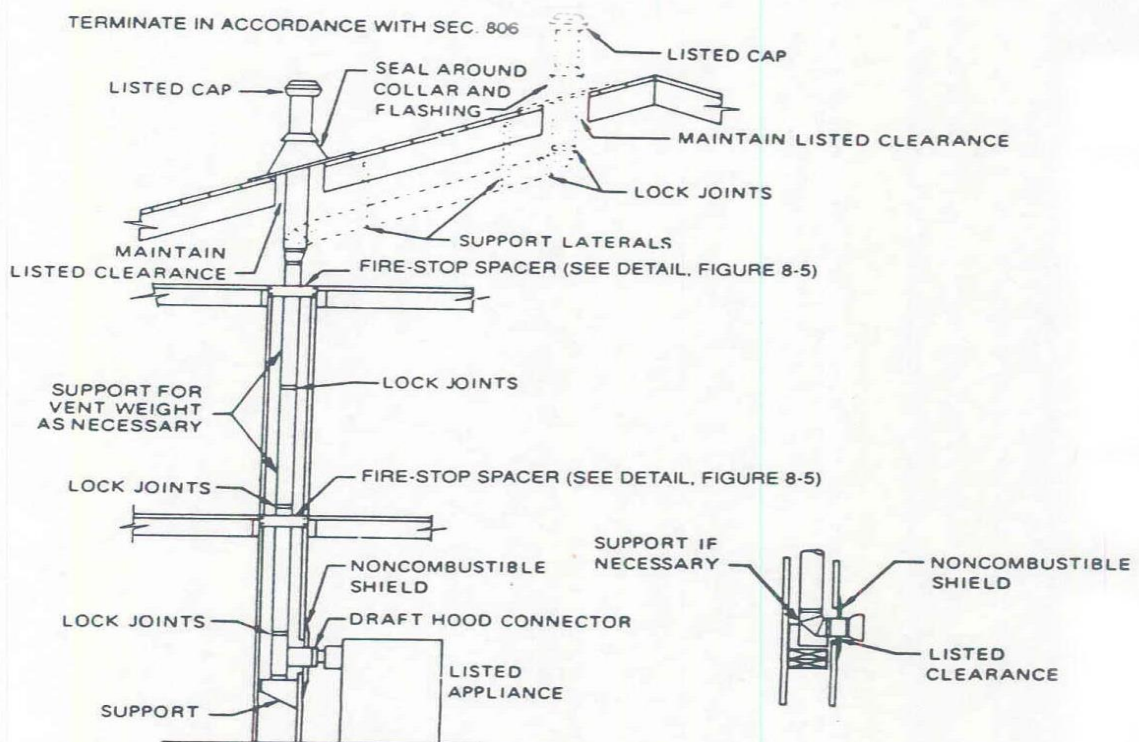 TERMINATE IN ACCORDANCE WITH SEC. 806
LISTED CAP
LISTED CAP
SEAL AROUND
COLLAR AND
FLASHING
MAINTAIN LISTED CLEARANCE
LOCK JOINTS
SUPPORT LATERALS
MAINTAIN
LISTED CLEARANCE
FIRE-STOP SPACER (SEE DETAIL, FIGURE 8-5)
LOCK JOINTS
SUPPORT FOR
VENT WEIGHT
AS NECESSARY
FIRE-STOP SPACER (SEE DETAIL, FIGURE 8-5)
LOCK JOINTS
NONCOMBUSTIBLE
SHIELD
LOCK JOINTS
DRAFT HOOD CONNECTOR
LISTED
APPLIANCE
SUPPORT
SUPPORT IF
NECESSARY
NONCOMBUSTIBLE
SHIELD
LISTED
CLEARANCE